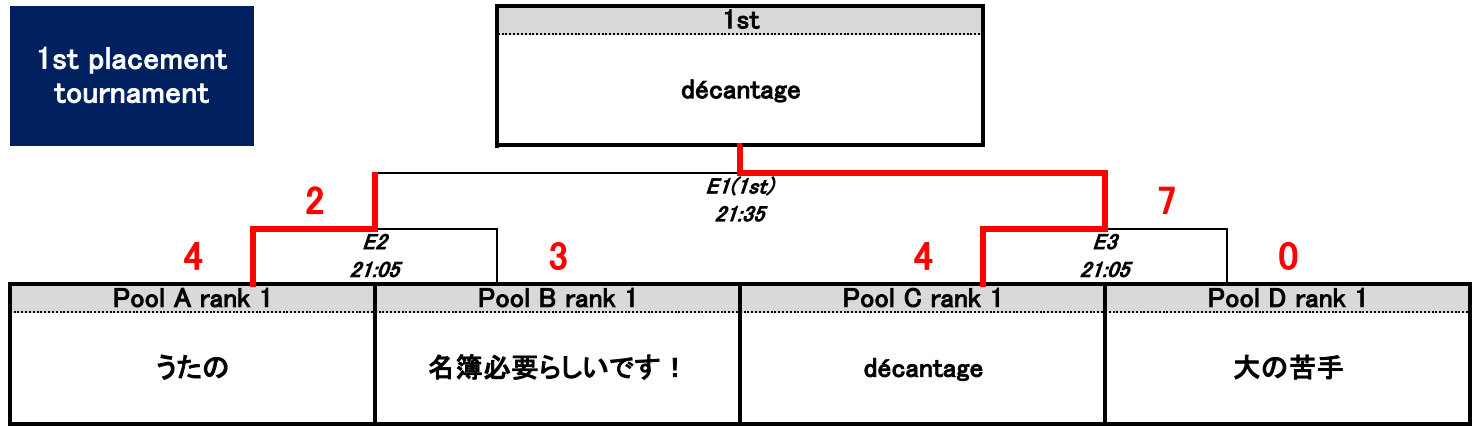 1st placement
tournament
1st
décantage
2
E1(1st)
21:35
7
4
E2
21:05
3
4
E3
21:05
0
Pool A rank 1
Pool B rank 1
Pool C rank 1
Pool D rank 1
うたの
名簿必要らしいです！
décantage
大の苦手